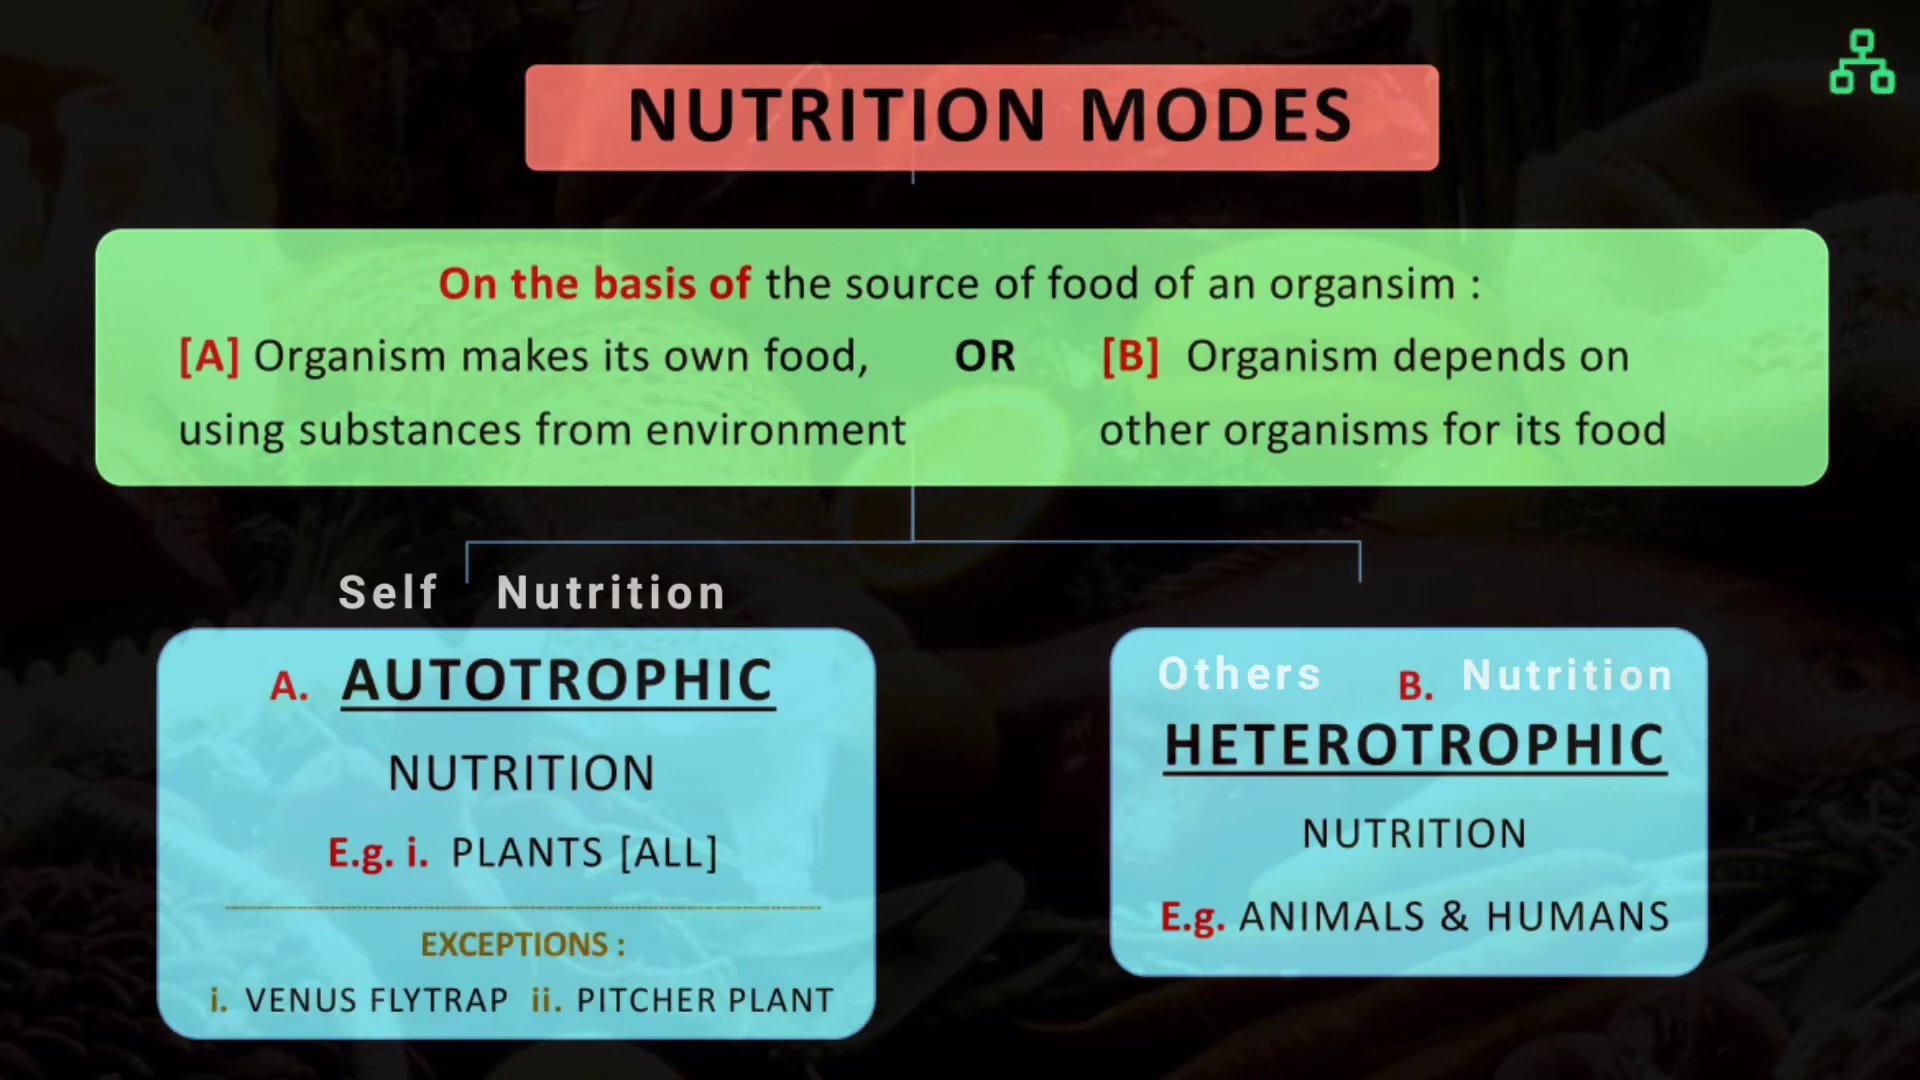 NUTRITION MODES
On the basis of the source of food of an organsim :
[A] Organism makes its own food, OR [B] Organism depends on
using substances from environment other organisms for its food
Self Nutrition
A. AUTOTROPHIC
NUTRITION
E.g. i. PLANTS [ALL]
EXCEPTIONS :
i. VENUS FLYTRAP ii. PITCHER PLANT
Others B. Nutrition
HETEROTROPHIC
NUTRITION
E.g. ANIMALS & HUMANS